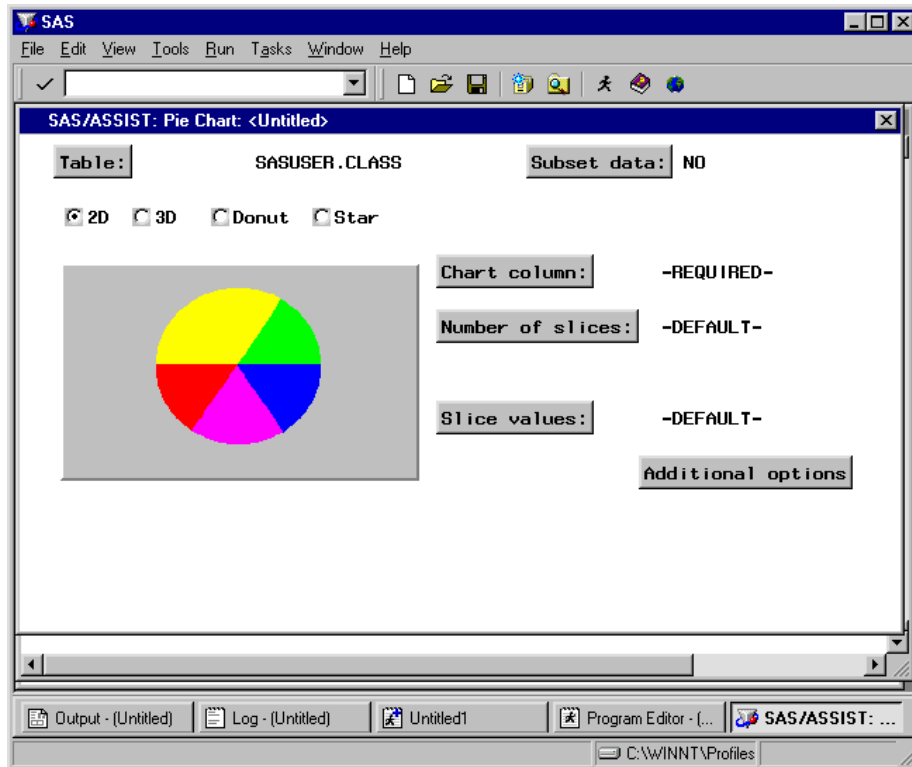 SAS
File Edit View Tools Run Tasks Window Help
SAS/ASSIST: Pie Chart: <Untitled>
Table: SASUSER.CLASS Subset data: NO
2D 3D Donut Star
Chart column: -REQUIRED-
Number of slices: -DEFAULT-
Slice values: -DEFAULT-
Additional options
Output - (Untitled) Log - (Untitled) Untitled1 Program Editor - (... SAS/ASSIST: ...
C:\WINNT\Profiles